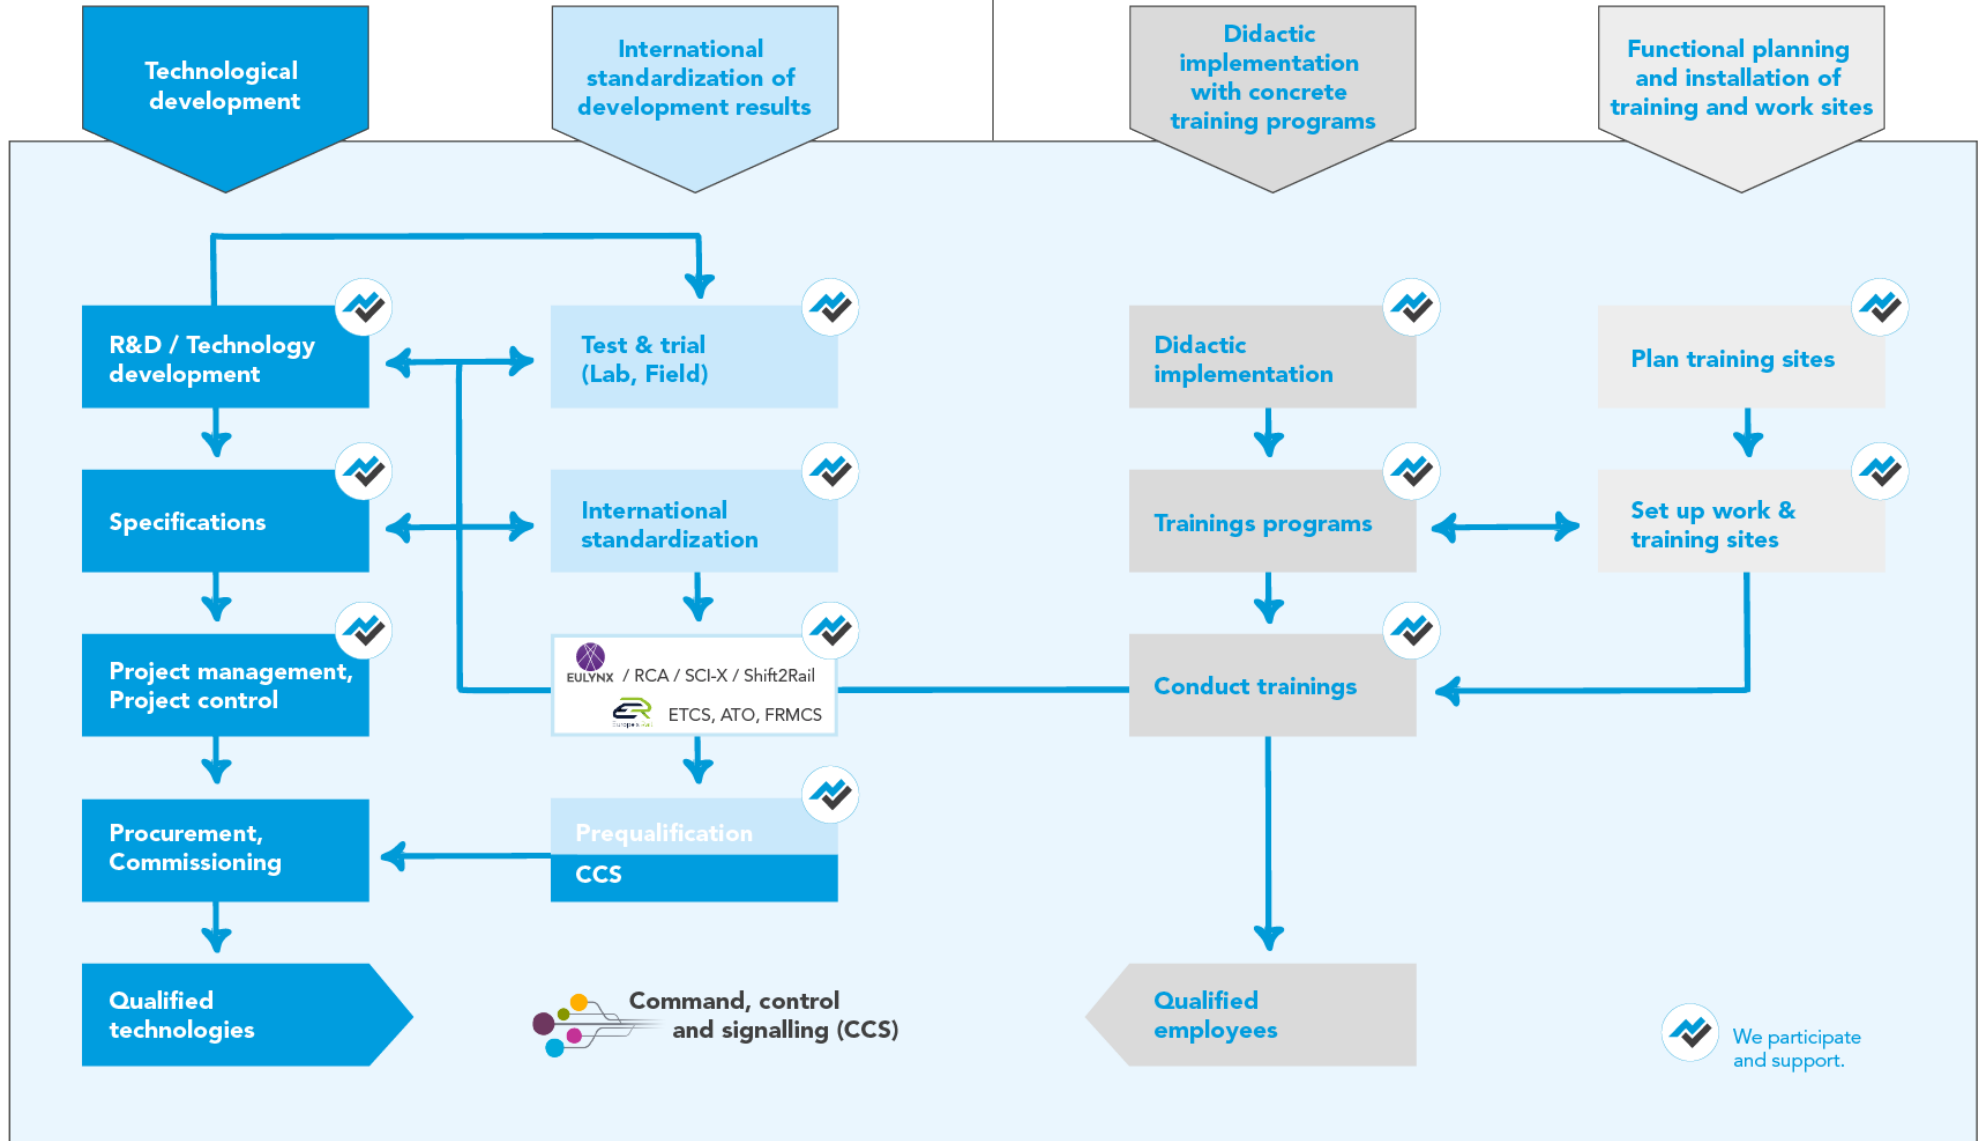 Technological
development
International
standardization of
development results
Didactic
implementation
with concrete
training programs
Functional planning
and installation of
training and work sites
R&D / Technology
development
Test & trial
(Lab, Field)
Didactic
implementation
Plan training sites
Specifications
International
standardization
Trainings programs
Set up work &
training sites
Project management,
Project control
EULYNX / RCA / SCI-X / Shift2Rail
ETCS, ATO, FRMCS
Conduct trainings
Procurement,
Commissioning
Prequalification
CCS
Qualified
technologies
Command, control
and signalling (CCS)
Qualified
employees
We participate
and support.